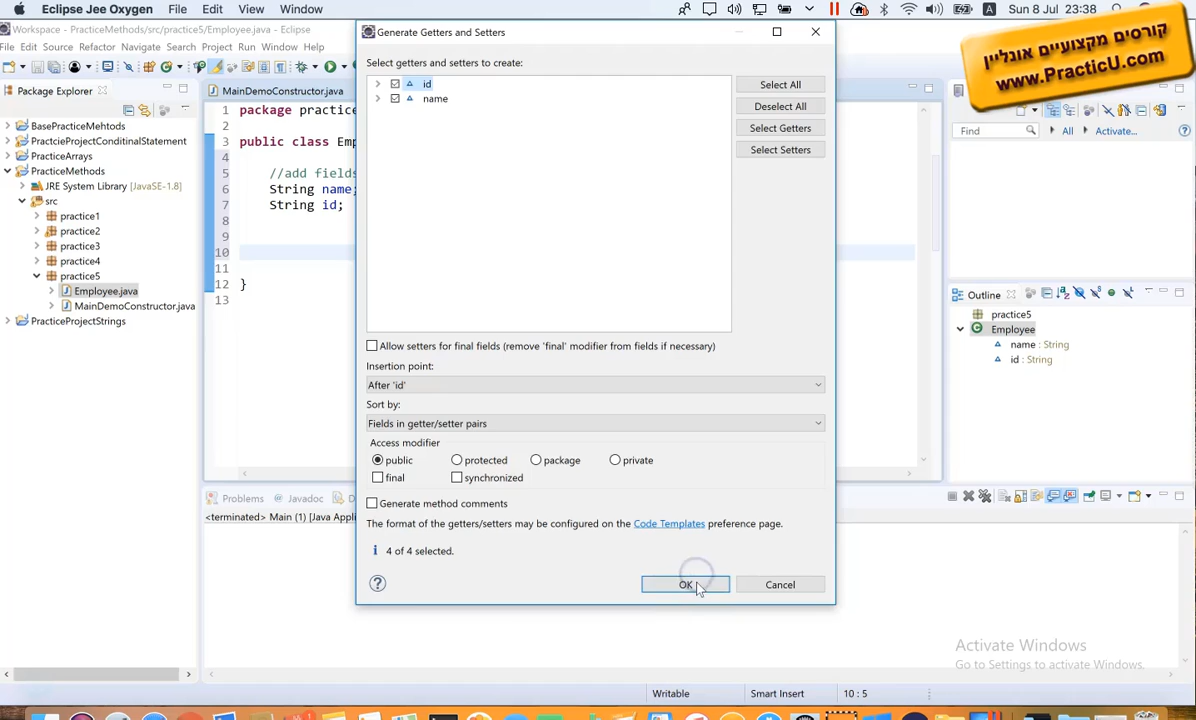 Eclipse Jee Oxygen File Edit View Window Sun 8 Jul 23:38
Workspace - PracticeMethods/src/practice5/Employee.java - Eclipse
File Edit Source Refactor Navigate Search Project Run Window Help
קורסים מקצועיים אונליין
www.PracticU.com
Package Explorer
BasePracticeMehtods
PractcieProjectConditinalStatement
PracticeArrays
PracticeMethods
JRE System Library [JavaSE-1.8]
src
practice1
practice2
practice3
practice4
practice5
Employee.java
MainDemoConstructor.java
PracticeProjectStrings
MainDemoConstructor.java
1 package practice
2
3 public class Emp
4
5 //add fields
6 String name;
7 String id;
8
9
10
11
12 }
13
Generate Getters and Setters
Select getters and setters to create:
id
name
Select All
Deselect All
Select Getters
Select Setters
Allow setters for final fields (remove 'final' modifier from fields if necessary)
Insertion point:
After 'id'
Sort by:
Fields in getter/setter pairs
Access modifier
public protected package private
final synchronized
Generate method comments
The format of the getters/setters may be configured on the Code Templates preference page.
4 of 4 selected.
OK Cancel
Find All Activate...
Outline
practice5
Employee
name : String
id : String
Problems Javadoc D
<terminated> Main (1) [Java Appl
Activate Windows
Go to Settings to activate Windows.
Writable Smart Insert 10 : 5